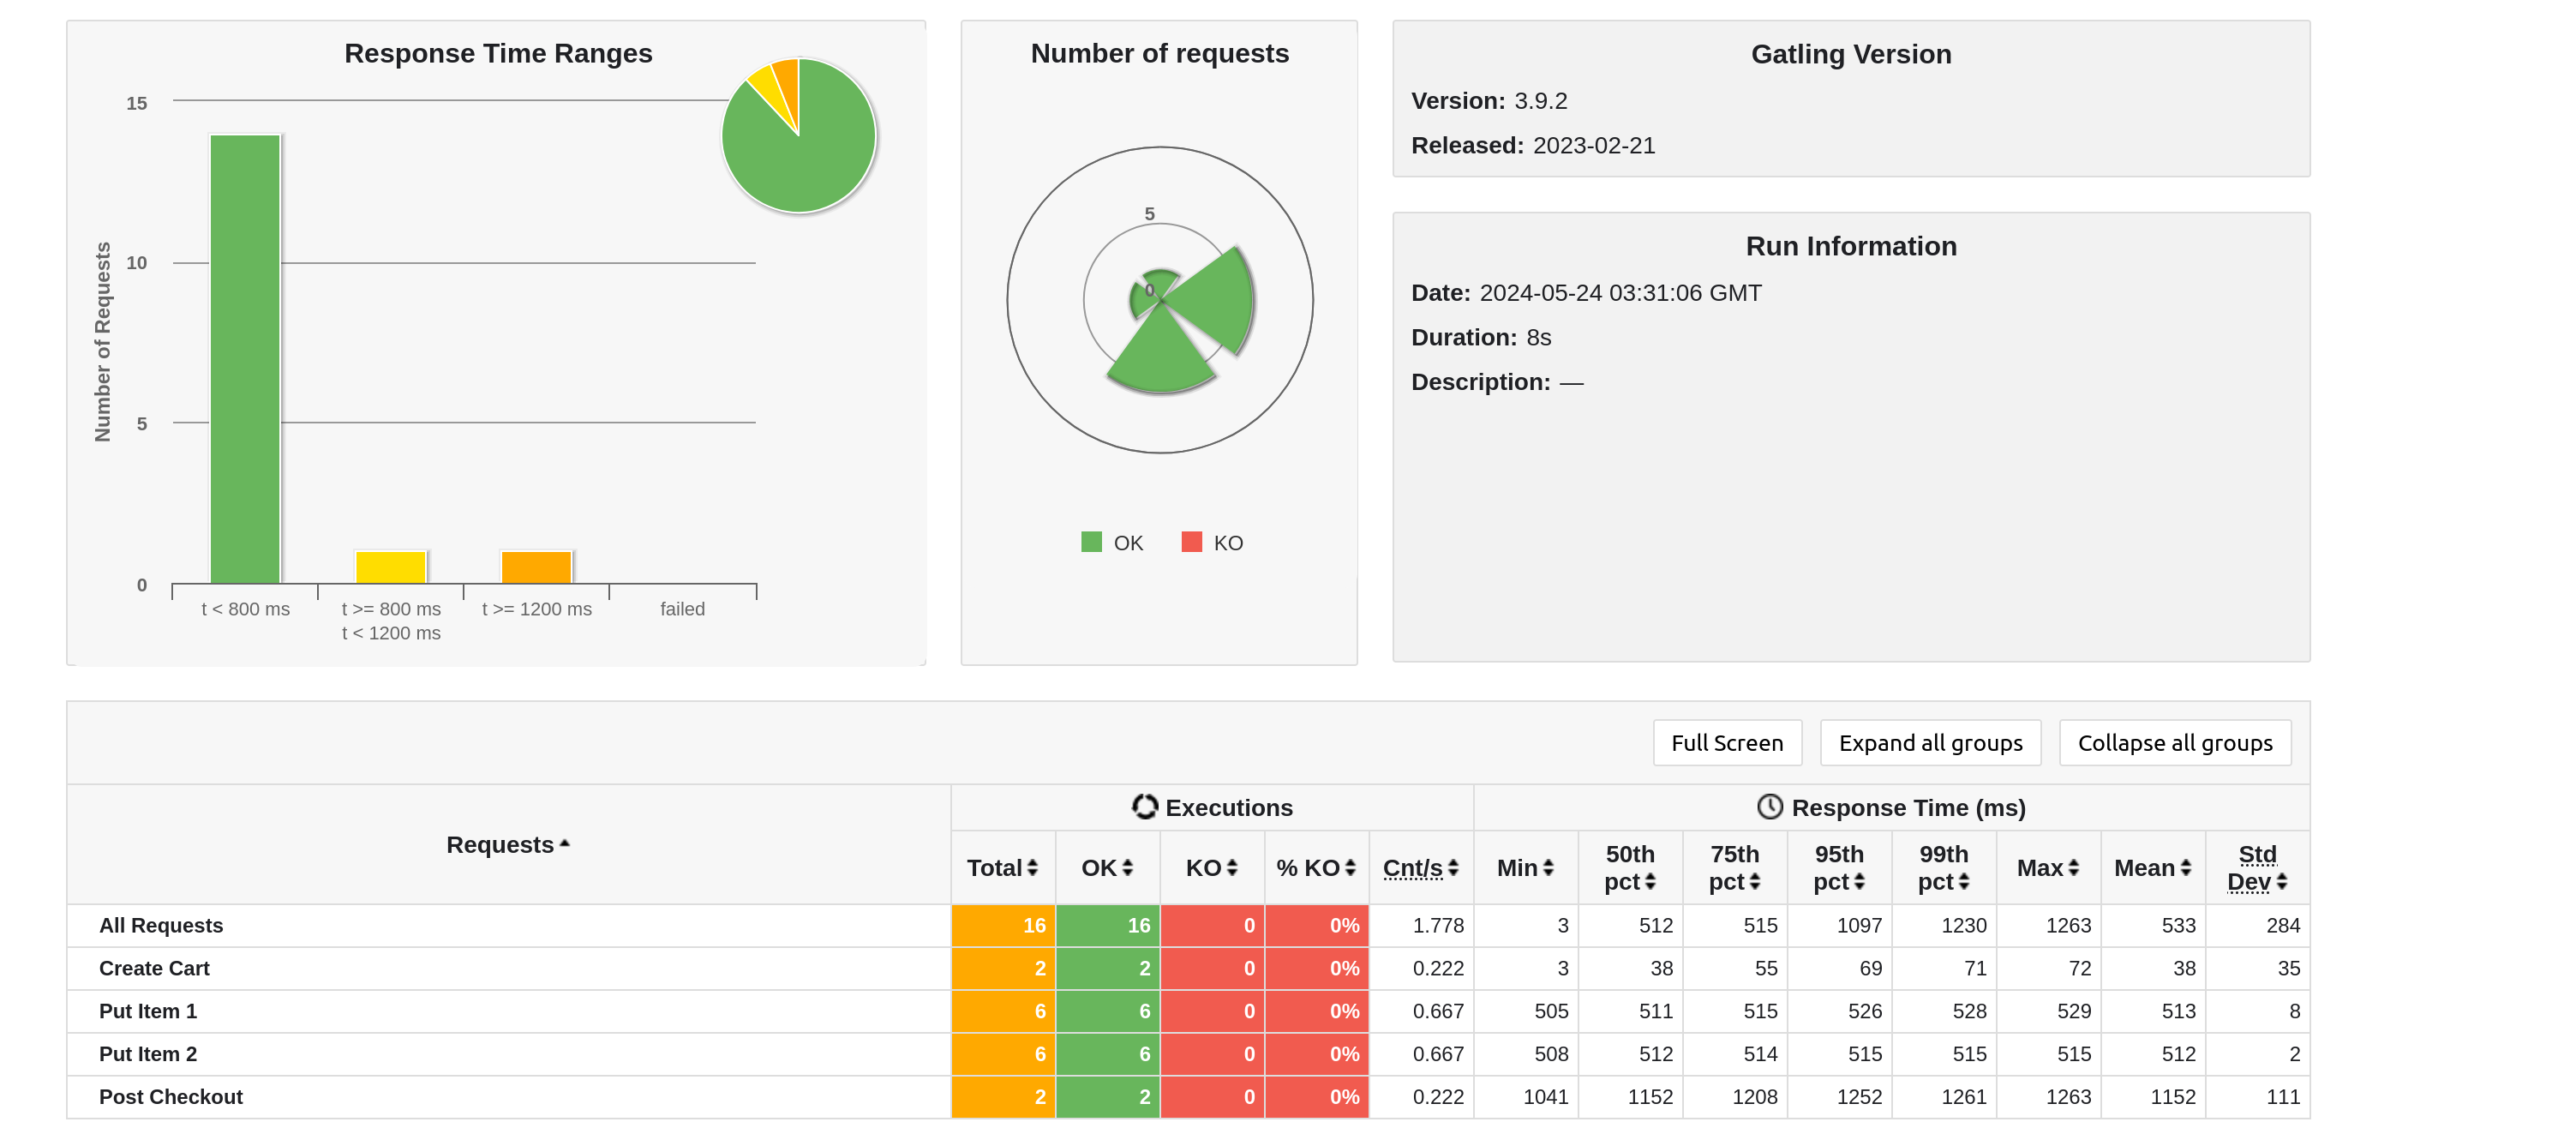 Response Time Ranges
15
10
5
0
Number of Requests
t < 800 ms
t >= 800 ms
t < 1200 ms
t >= 1200 ms
failed
Number of requests
5
0
OK KO
Gatling Version
Version: 3.9.2
Released: 2023-02-21
Run Information
Date: 2024-05-24 03:31:06 GMT
Duration: 8s
Description: —
Full Screen Expand all groups Collapse all groups
Requests
Executions Response Time (ms)
Total OK KO % KO Cnt/s Min 50th pct 75th pct 95th pct 99th pct Max Mean Std Dev
All Requests 16 16 0 0% 1.778 3 512 515 1097 1230 1263 533 284
Create Cart 2 2 0 0% 0.222 3 38 55 69 71 72 38 35
Put Item 1 6 6 0 0% 0.667 505 511 515 526 528 529 513 8
Put Item 2 6 6 0 0% 0.667 508 512 514 515 515 515 512 2
Post Checkout 2 2 0 0% 0.222 1041 1152 1208 1252 1261 1263 1152 111